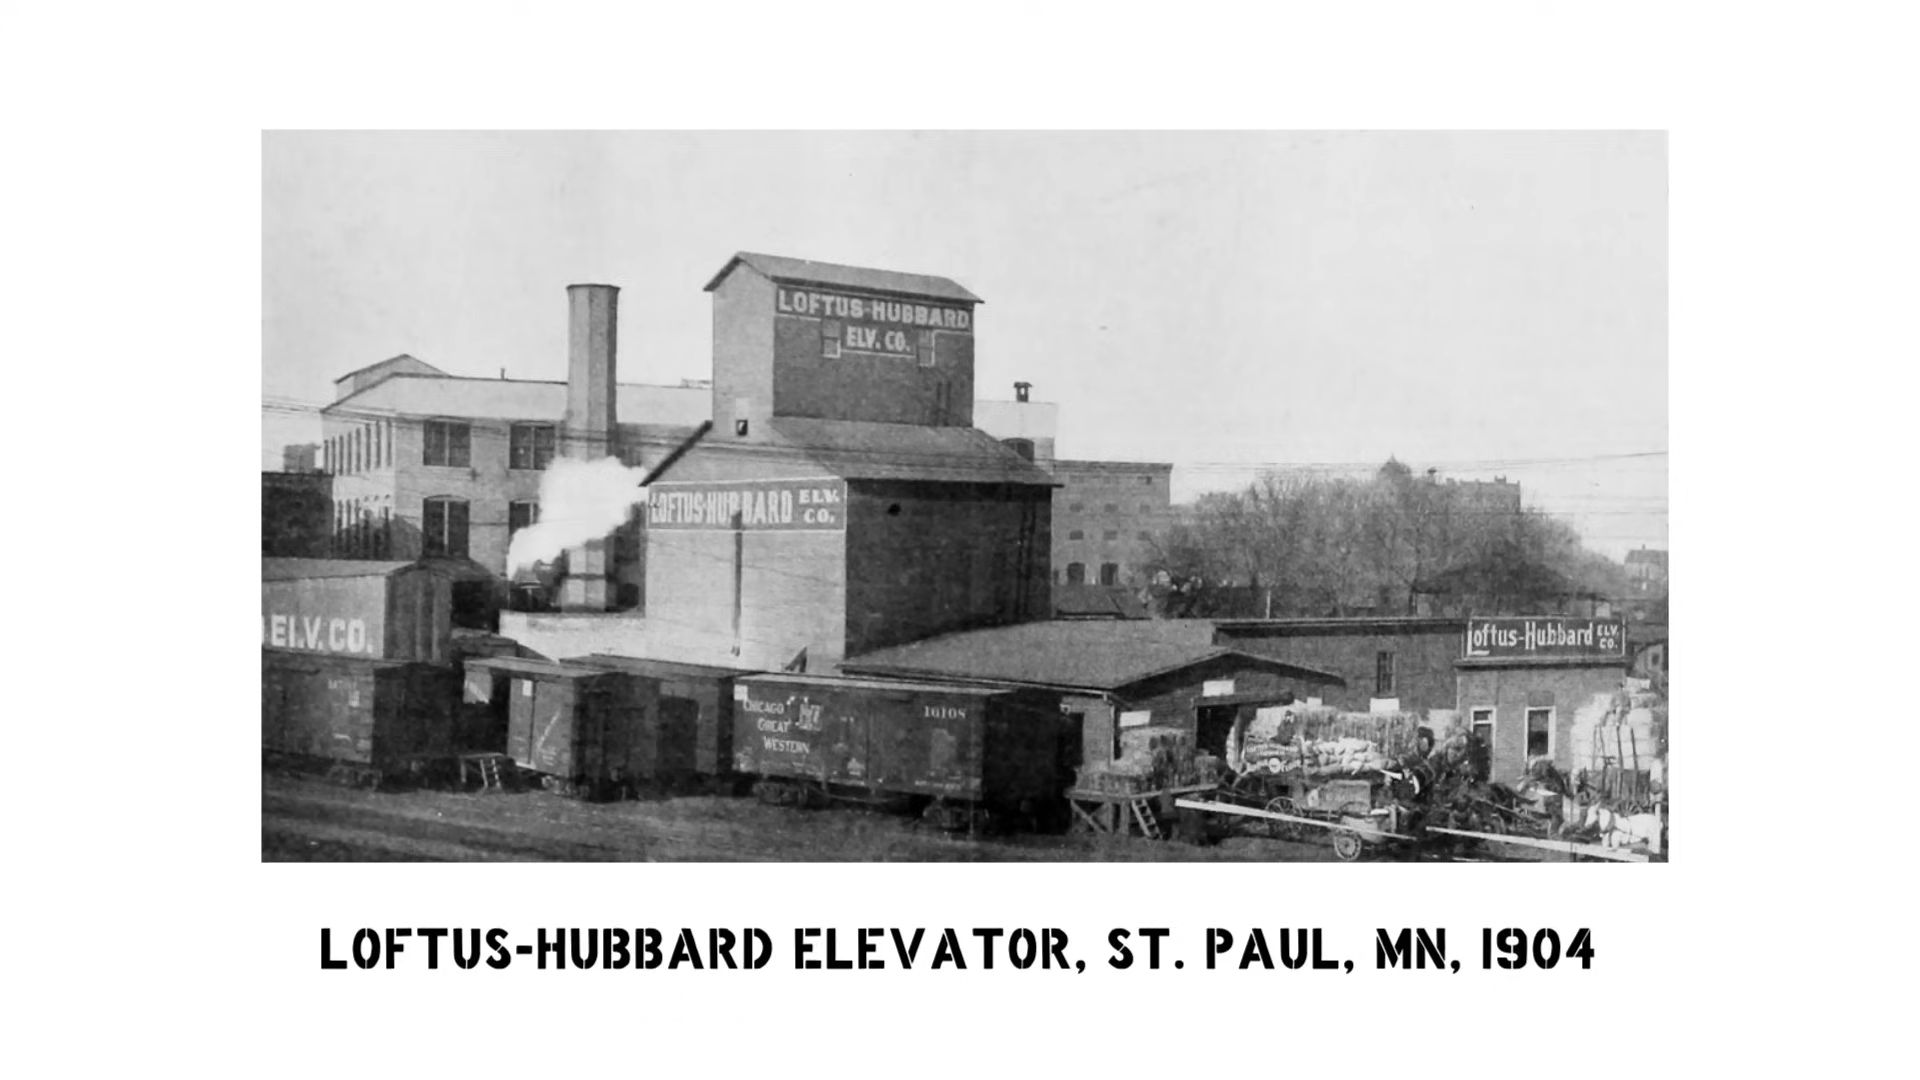 LOFTUS-HUBBARD
ELV. CO.
LOFTUS-HUBBARD ELV. CO.
ELV. CO.
Loftus-Hubbard ELV. CO.
CHICAGO
GREAT
WESTERN
16108
LOFTUS-HUBBARD ELEVATOR, ST. PAUL, MN, 1904